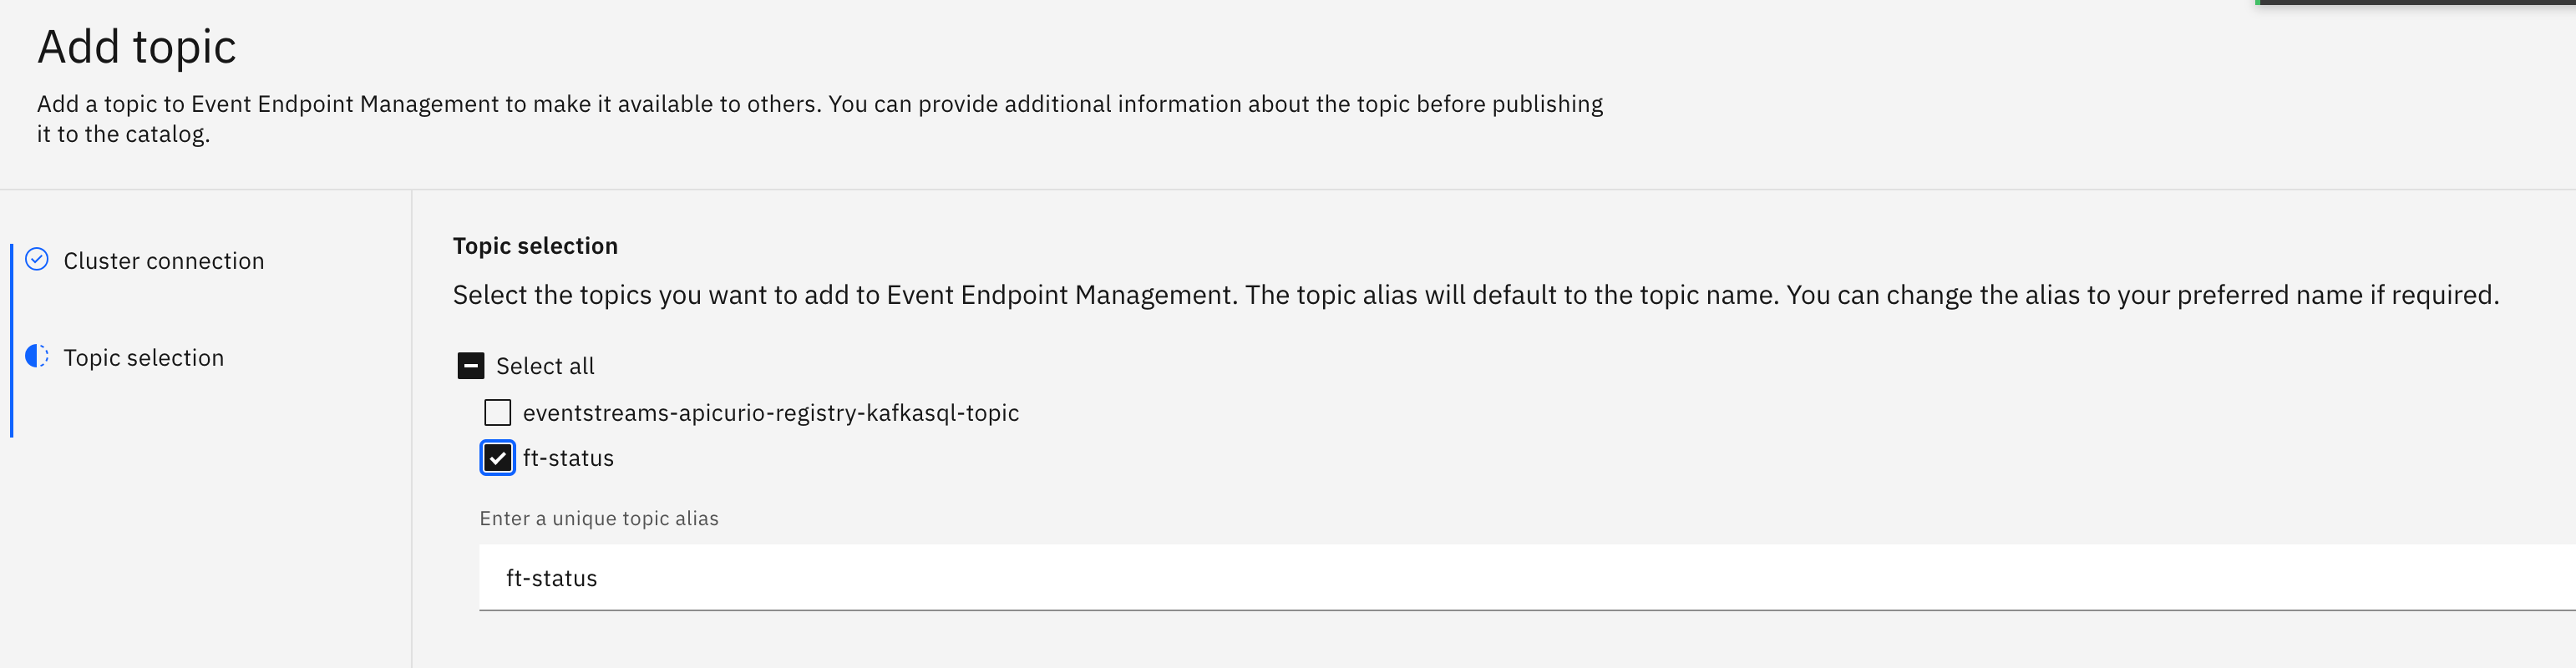 Add topic
Add a topic to Event Endpoint Management to make it available to others. You can provide additional information about the topic before publishing
it to the catalog.
Cluster connection
Topic selection
Topic selection
Select the topics you want to add to Event Endpoint Management. The topic alias will default to the topic name. You can change the alias to your preferred name if required.
Select all
eventstreams-apicurio-registry-kafkasql-topic
ft-status
Enter a unique topic alias
ft-status